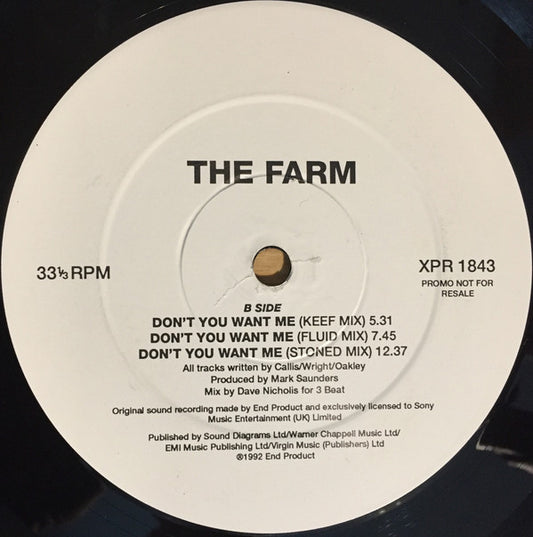 THE FARM
33⅓ RPM
XPR 1843
PROMO NOT FOR
RESALE
B SIDE
DON'T YOU WANT ME (KEEF MIX) 5.31
DON'T YOU WANT ME (FLUID MIX) 7.45
DON'T YOU WANT ME (STONED MIX) 12.37
All tracks written by Callis/Wright/Oakley
Produced by Mark Saunders
Mix by Dave Nicholis for 3 Beat
Original sound recording made by End Product and exclusively licensed to Sony
Music Entertainment (UK) Limited
Published by Sound Diagrams Ltd/Warner Chappell Music Ltd/
EMI Music Publishing Ltd/Virgin Music (Publishers) Ltd
℗1992 End Product